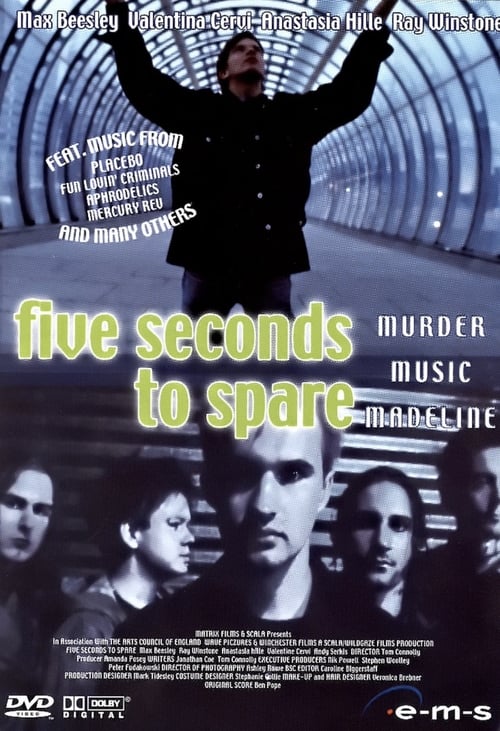 Max Beesley Valentina Cervi Anastasia Hille Ray Winstone
FEAT. MUSIC FROM
PLACEBO
FUN LOVIN' CRIMINALS
APHRODELICS
MERCURY REV
AND MANY OTHERS
five seconds
to spare
MURDER
MUSIC
MADELINE
MATRIX FILMS & SCALA Presents
In Association With THE ARTS COUNCIL OF ENGLAND WAVE PICZURES & WINCHESTER FILMS A SCALA/WILDGAZE FILMS PRODUCTION
FIVE SECONDS TO SPARE Max Beesley Ray Winstone Anastasia Hille Valentine Cervi Andy Serkis DIRECTOR Tom Connolly
Producer Amanda Posey WRITERS Jonathan Coe Tom Connolly EXECUTIVE PRODUCERS Nik Powell Stephen Woolley
Peter Fudakowski DIRECTOR OF PHOTOGRAPHY Ashley Rowe BSC EDITOR Caroline Biggerstaff
PRODUCTION DESIGNER Mark Tidesley COSTUME DESIGNER Stephanie Collie MAKE-UP and HAIR DESIGNER Veronica Brebner
ORIGINAL SCORE Ben Pope
DVD
VIDEO
DOLBY
DIGITAL
e-m-s